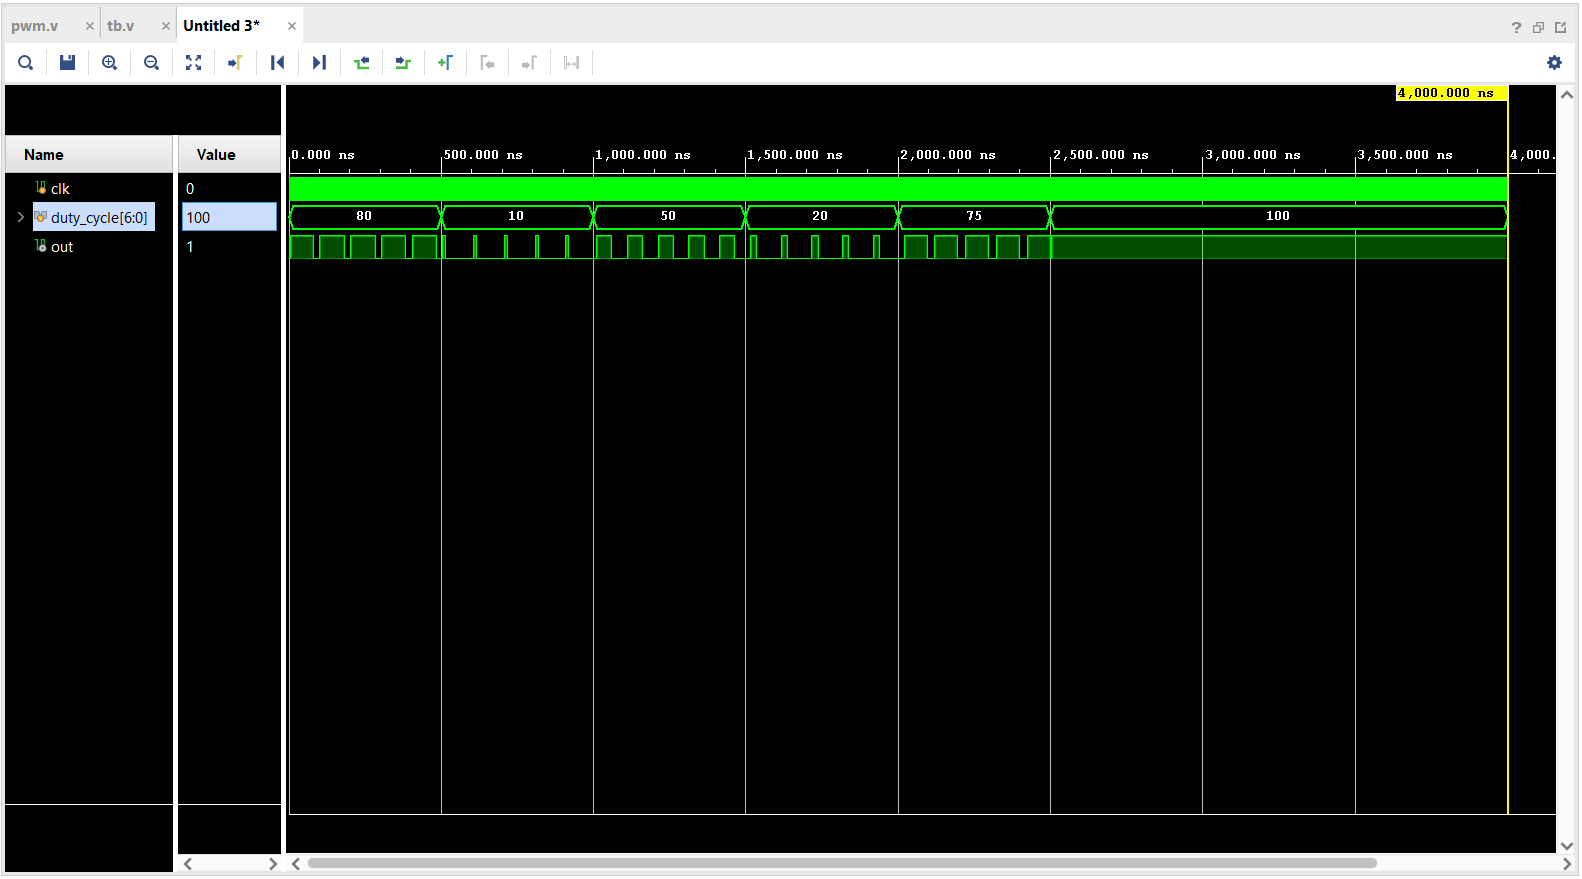 pwm.v × tb.v × Untitled 3* ×
?
4,000.000 ns
Name Value
0.000 ns 500.000 ns 1,000.000 ns 1,500.000 ns 2,000.000 ns 2,500.000 ns 3,000.000 ns 3,500.000 ns 4,000.
clk 0
duty_cycle[6:0] 100 80 10 50 20 75 100
out 1